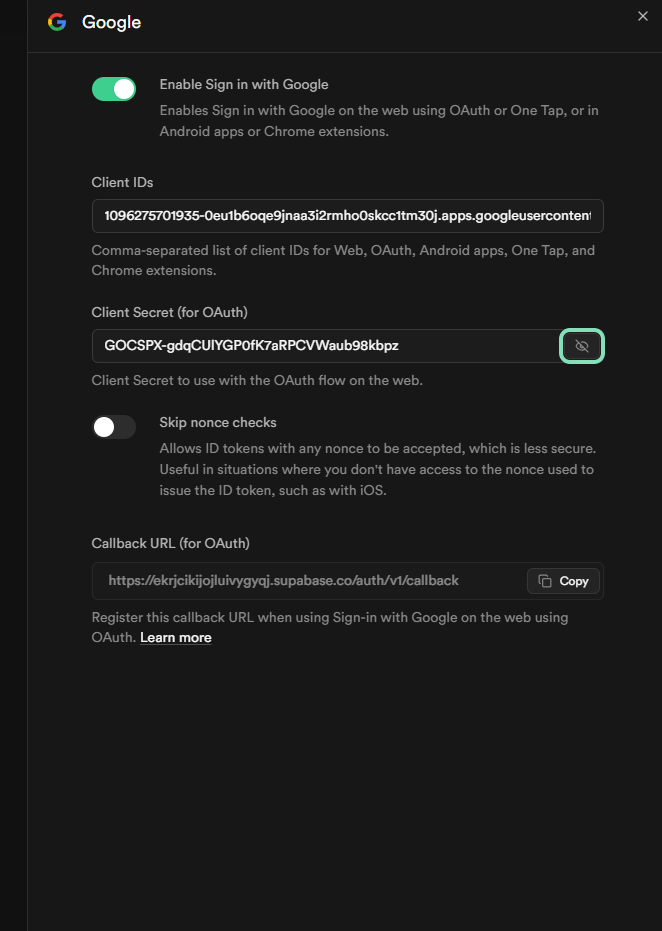 Google
Enable Sign in with Google
Enables Sign in with Google on the web using OAuth or One Tap, or in
Android apps or Chrome extensions.
Client IDs
1096275701935-0eu1b6oqe9jnaa3i2rmho0skcc1tm30j.apps.googleusercontent
Comma-separated list of client IDs for Web, OAuth, Android apps, One Tap, and
Chrome extensions.
Client Secret (for OAuth)
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
Client Secret to use with the OAuth flow on the web.
Skip nonce checks
Allows ID tokens with any nonce to be accepted, which is less secure.
Useful in situations where you don't have access to the nonce used to
issue the ID token, such as with iOS.
Callback URL (for OAuth)
https://ekrjcikijojluivygyqj.supabase.co/auth/v1/callback
Copy
Register this callback URL when using Sign-in with Google on the web using
OAuth. Learn more